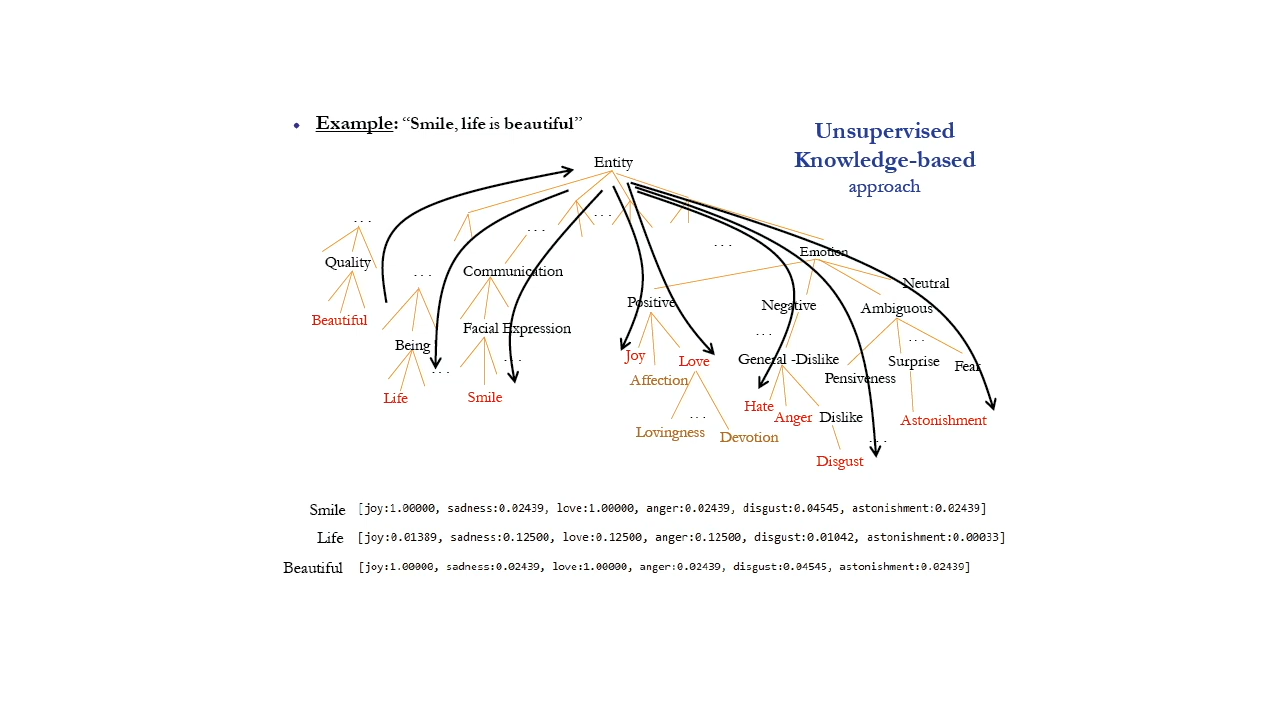 • Example: “Smile, life is beautiful”
Unsupervised
Knowledge-based
approach
Entity
. . .
. . .
. . .
. . .
Emotion
Quality
. . .
Communication
Neutral
Positive
Negative
Ambiguous
Beautiful
Facial Expression
. . .
. . .
Being
. . .
Joy
Love
General -Dislike
Surprise
Fear
. . .
Affection
Pensiveness
Life
Smile
Hate
. . .
Anger
Dislike
Astonishment
Lovingness
Devotion
. . .
Disgust
Smile [joy:1.00000, sadness:0.02439, love:1.00000, anger:0.02439, disgust:0.04545, astonishment:0.02439]
Life [joy:0.01389, sadness:0.12500, love:0.12500, anger:0.12500, disgust:0.01042, astonishment:0.00033]
Beautiful [joy:1.00000, sadness:0.02439, love:1.00000, anger:0.02439, disgust:0.04545, astonishment:0.02439]